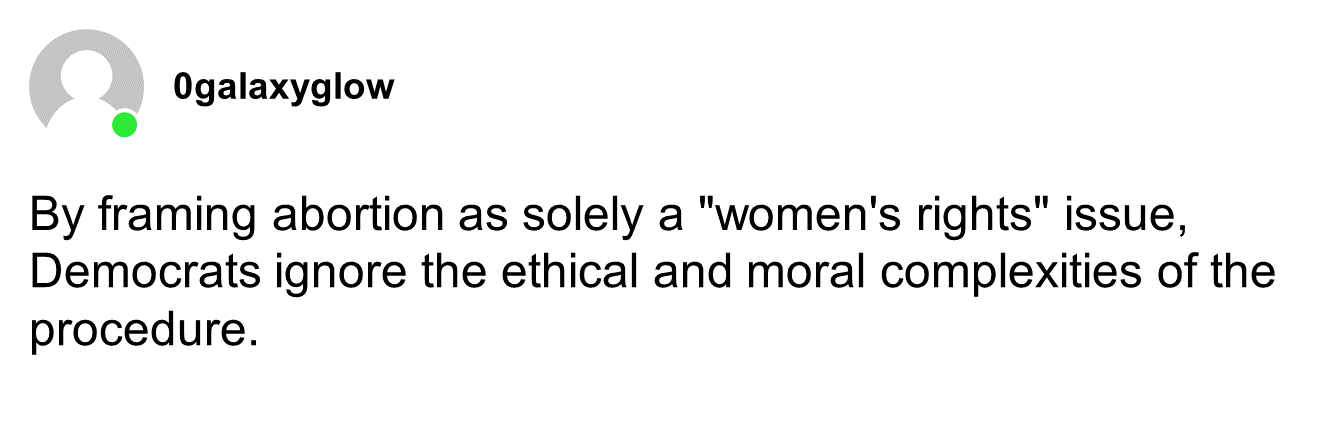 0galaxyglow
By framing abortion as solely a "women's rights" issue,
Democrats ignore the ethical and moral complexities of the
procedure.